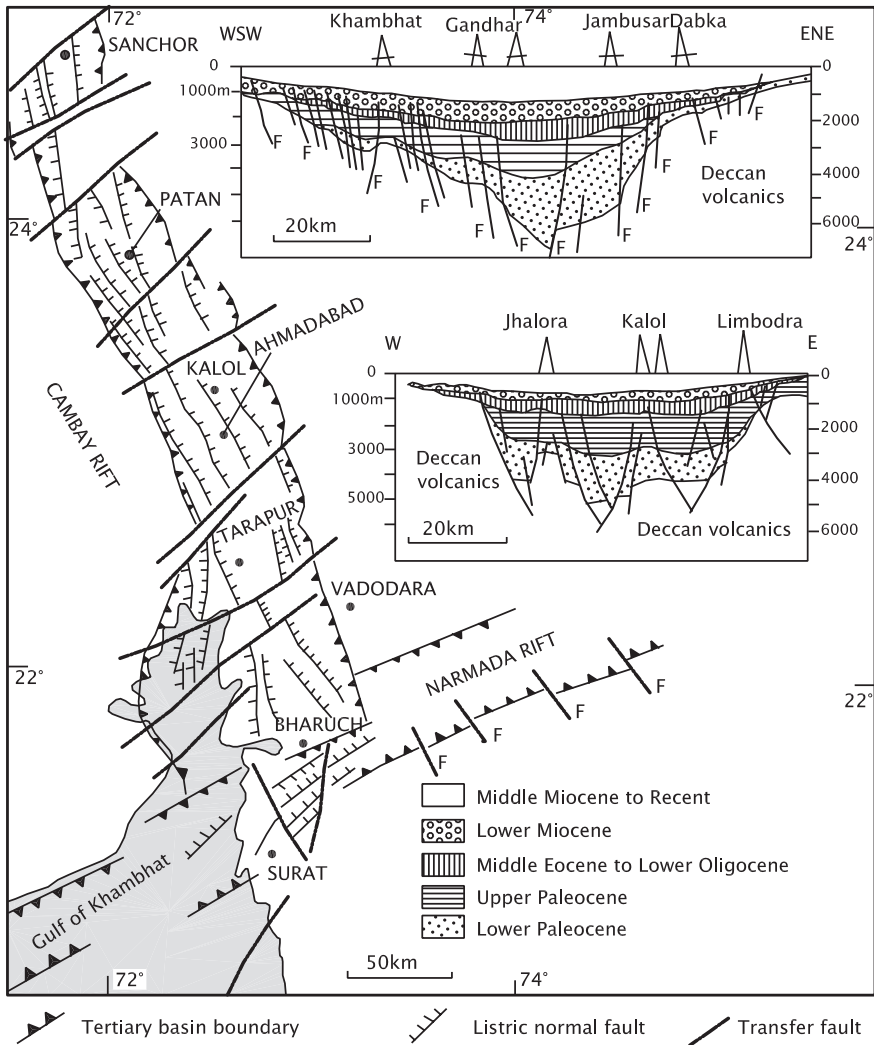 72°
74°
SANCHOR
WSW
Khambhat
Gandhar
Jambusar
Dabka
ENE
0
1000m
3000
0
2000
4000
6000
F
F
F
F
F
F
F
F
F
F
F
Deccan
volcanics
20km
PATAN
24°
24°
AHMADABAD
KALOL
CAMBAY RIFT
Jhalora
Kalol
Limbodra
W
E
0
1000m
3000
5000
0
2000
4000
6000
Deccan
volcanics
Deccan volcanics
20km
TARAPUR
VADODARA
22°
22°
NARMADA RIFT
F
F
F
F
BHARUCH
SURAT
Gulf of Khambhat
Middle Miocene to Recent
Lower Miocene
Middle Eocene to Lower Oligocene
Upper Paleocene
Lower Paleocene
50km
72°
74°
Tertiary basin boundary
Listric normal fault
Transfer fault